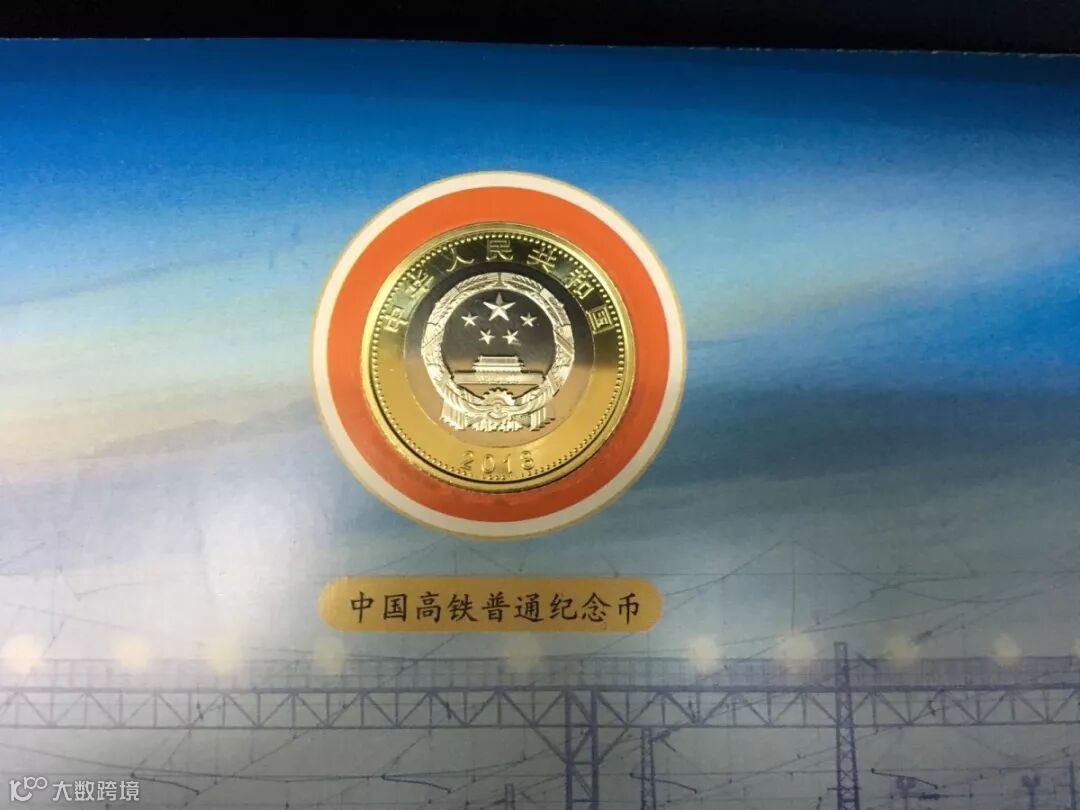 中华人民共和国
2018
中国高铁普通纪念币
大数跨境